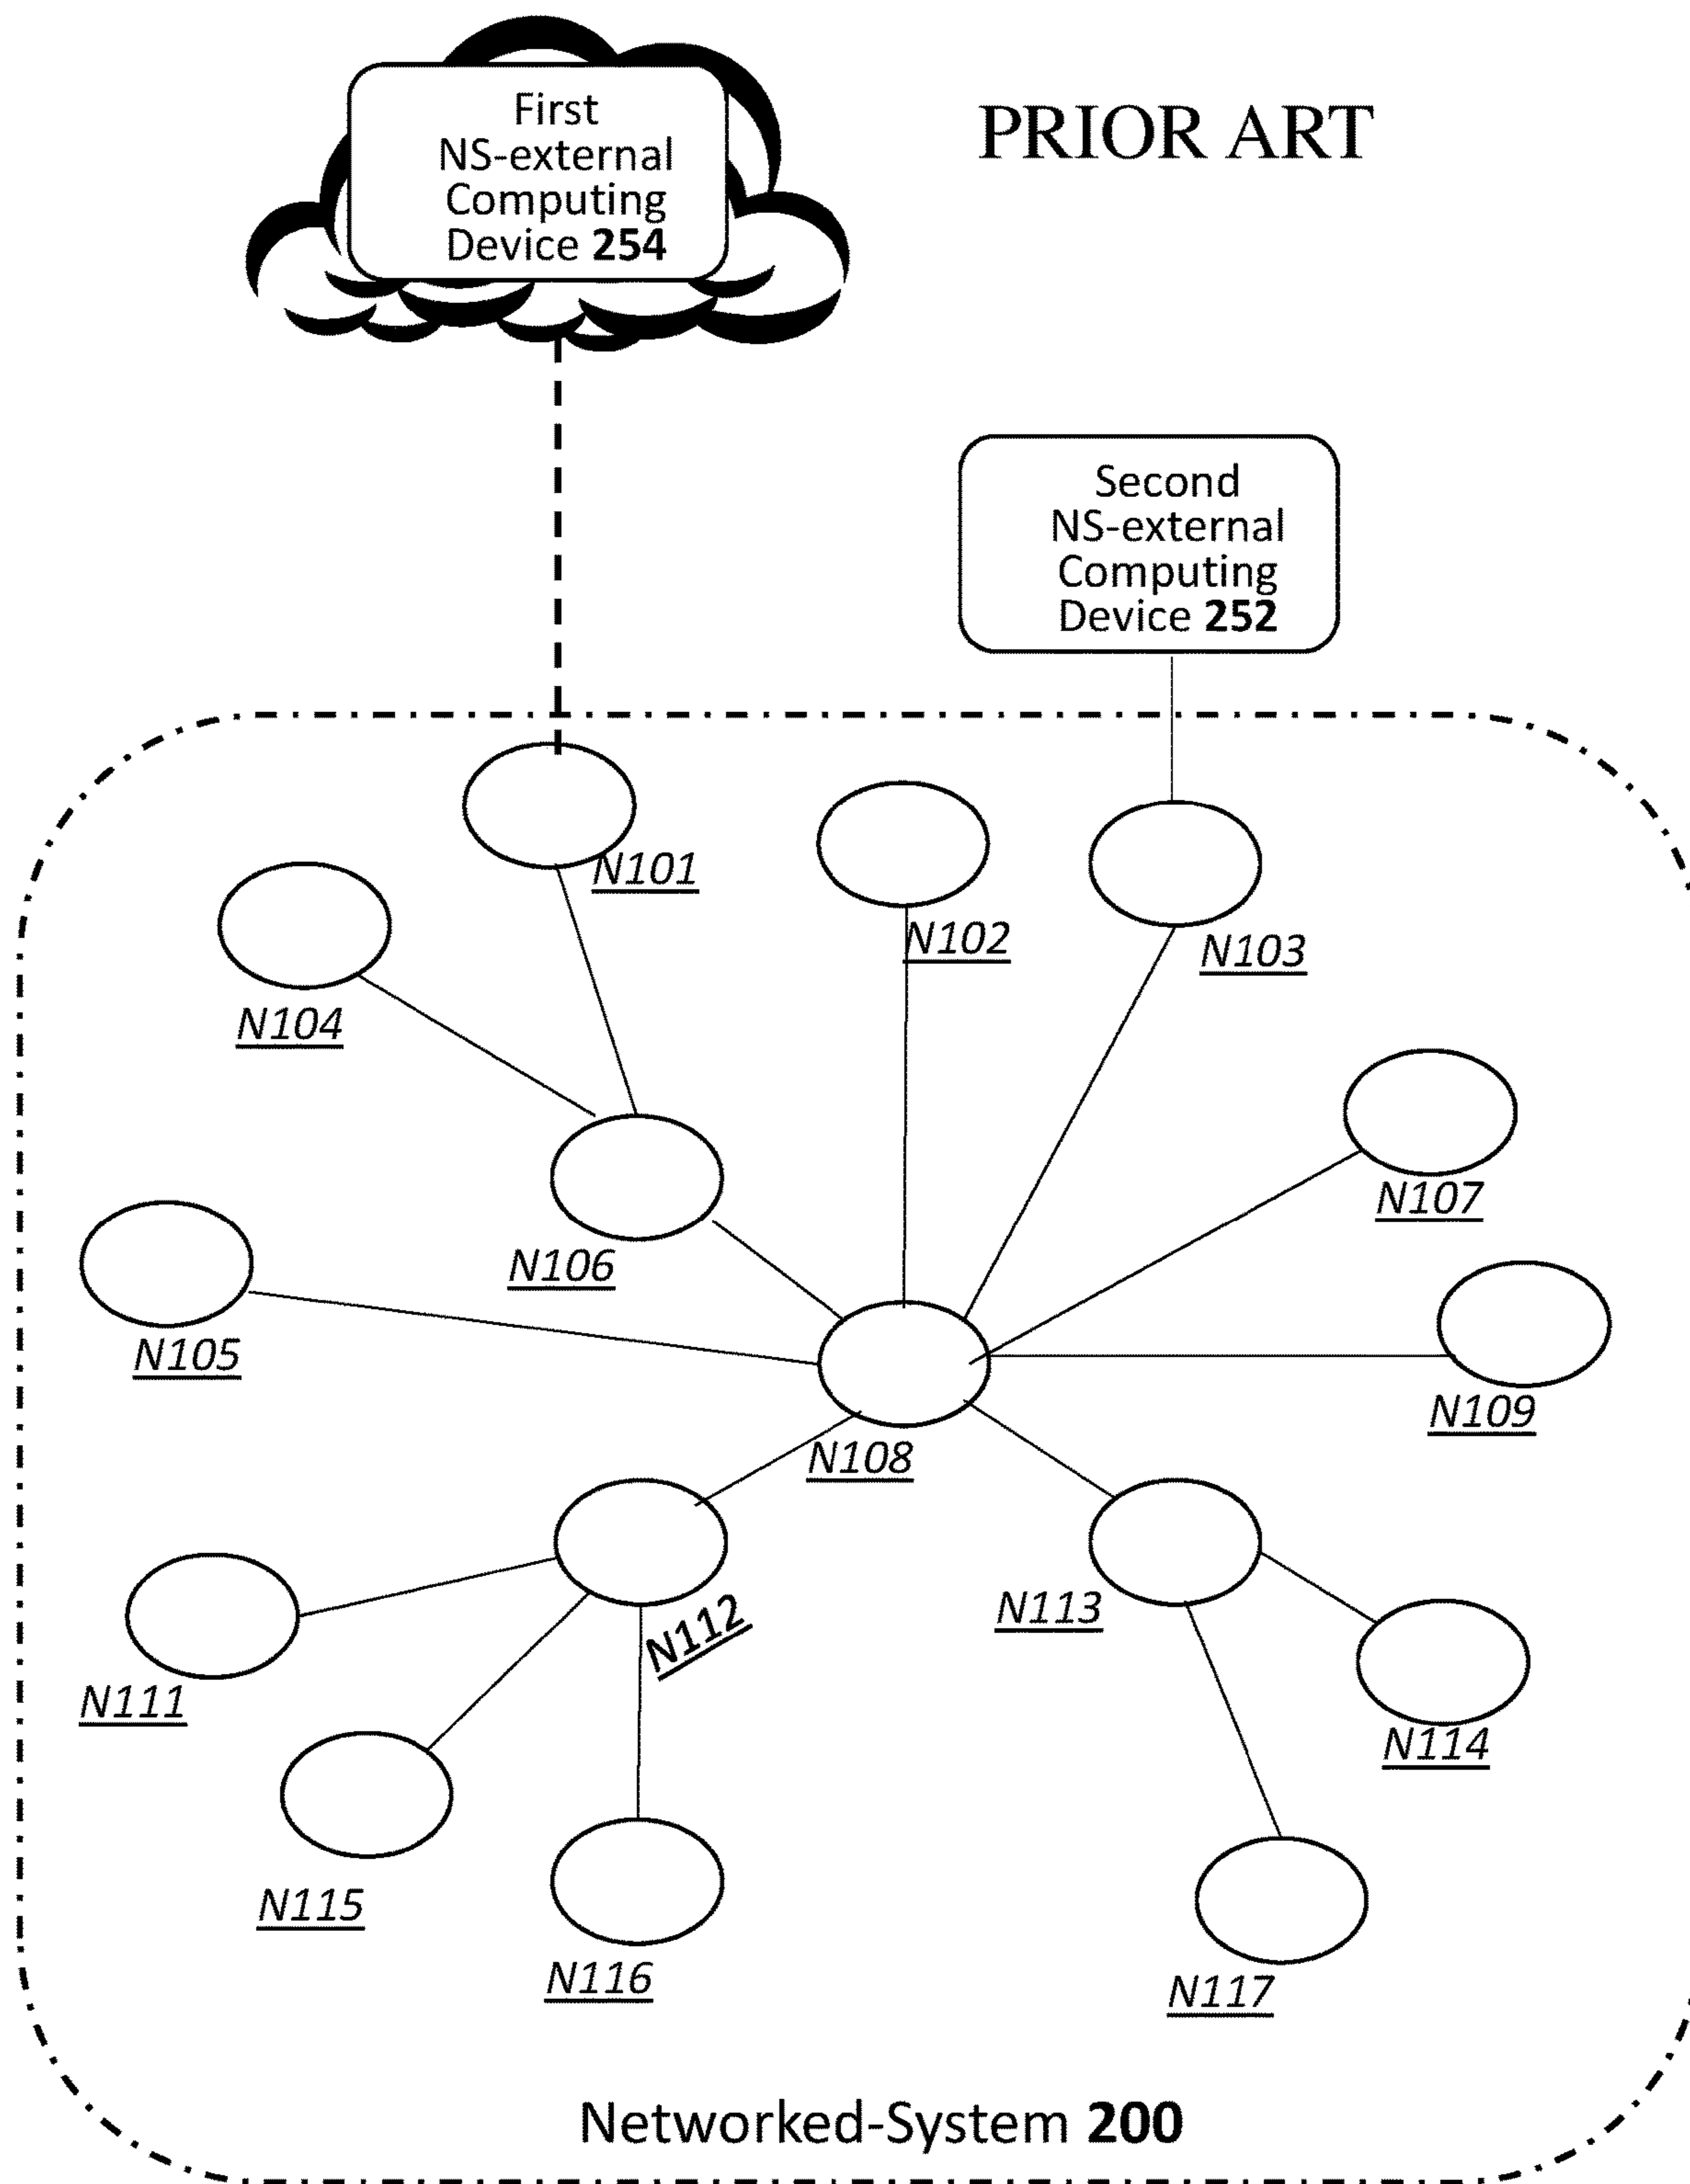 First
NS-external
Computing
Device 254
PRIOR ART
Second
NS-external
Computing
Device 252
N101
N102
N103
N104
N107
N106
N105
N109
N108
N112
N113
N111
N114
N115
N116
N117
Networked-System 200